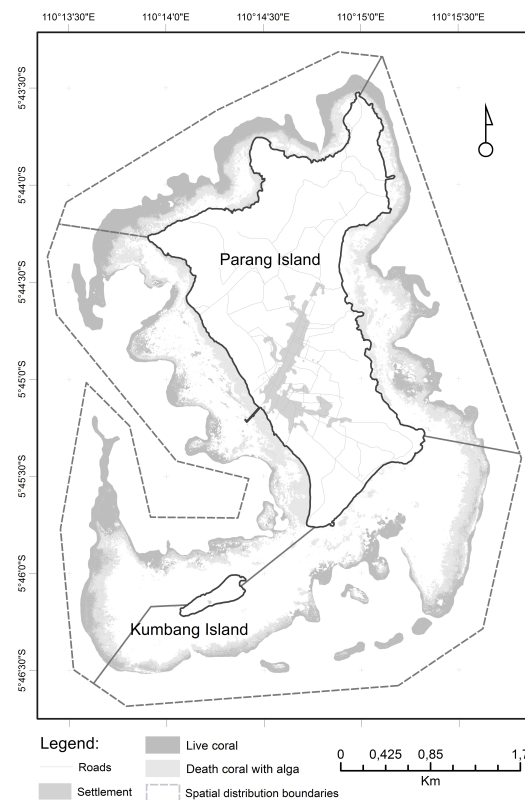 110°13'30"E 110°14'0"E 110°14'30"E 110°15'0"E 110°15'30"E
5°43'30"S
5°44'0"S
5°44'30"S
5°45'0"S
5°45'30"S
5°46'0"S
5°46'30"S
Parang Island
Kumbang Island
Legend:
Roads
Settlement
Live coral
Death coral with alga
Spatial distribution boundaries
0 0,425 0,85 1,7
Km